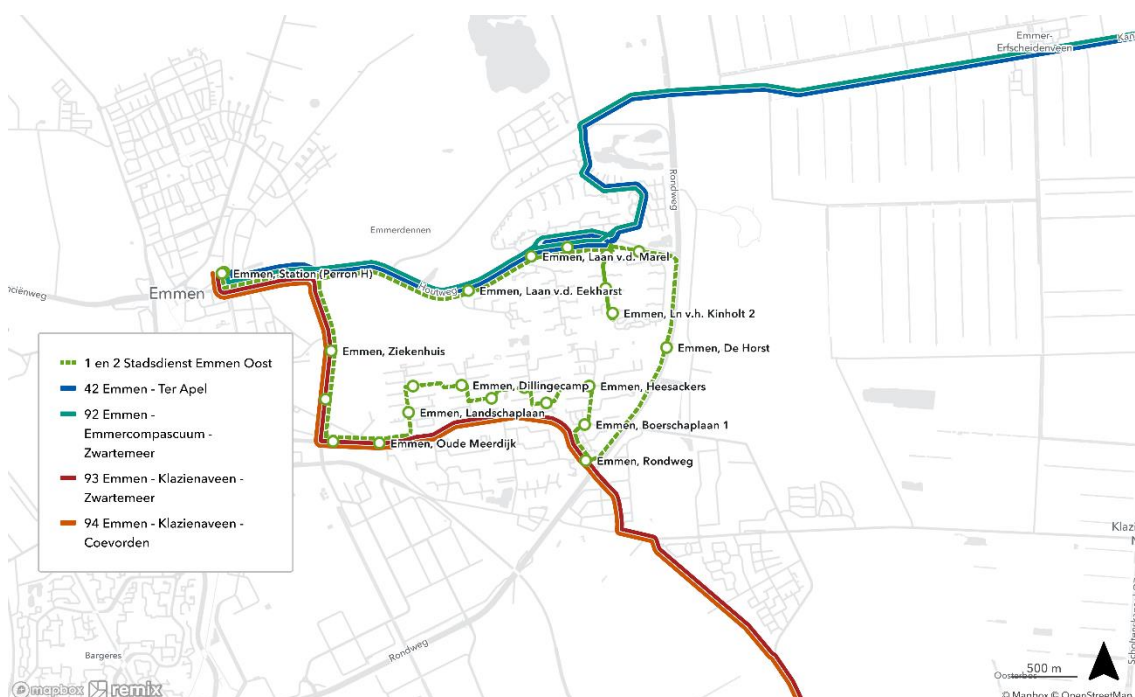 Emmer-
Erfscheidenveen
Rondweg
Emmerdennen
Emmen, Laan v.d. Marel
Emmen, Station (Perron H)
Houtweg
Emmen
Emmen, Laan v.d. Eekharst
Emmen, Ln v.h. Kinholt 2
Emmen, Ziekenhuis
Emmen, De Horst
1 en 2 Stadsdienst Emmen Oost
42 Emmen - Ter Apel
92 Emmen -
Emmercompascuum -
Zwartemeer
93 Emmen - Klazienaveen -
Zwartemeer
94 Emmen - Klazienaveen -
Coevorden
Emmen, Dillingecamp
Emmen, Heesackers
Emmen, Landschaplaan
Emmen, Boerschaplaan 1
Emmen, Oude Meerdijk
Emmen, Rondweg
Rondweg
Bargeres
500 m
mapbox remix
© Mapbox © OpenStreetMap